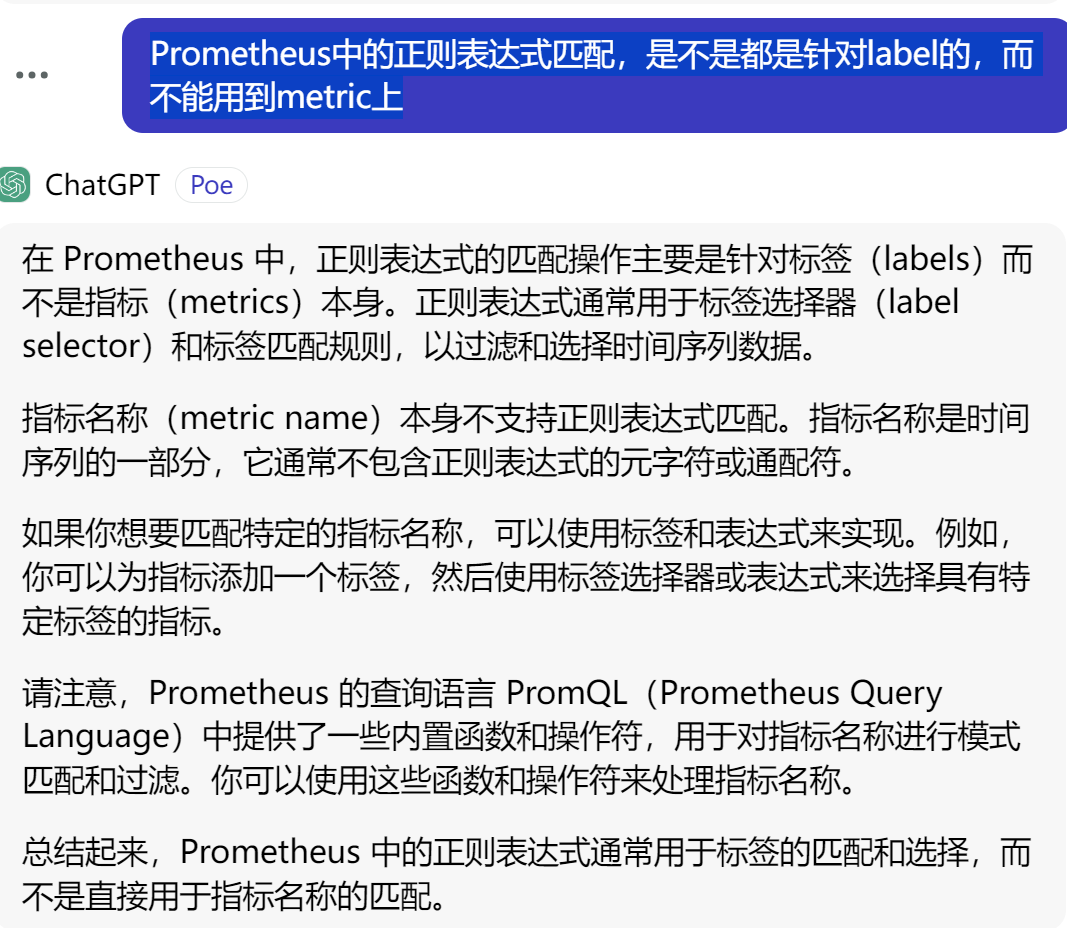 Prometheus中的正则表达式匹配，是不是都是针对label的，而
不能用到metric上
ChatGPT Poe
在 Prometheus 中，正则表达式的匹配操作主要是针对标签（labels）而
不是指标（metrics）本身。正则表达式通常用于标签选择器（label
selector）和标签匹配规则，以过滤和选择时间序列数据。
指标名称（metric name）本身不支持正则表达式匹配。指标名称是时间
序列的一部分，它通常不包含正则表达式的元字符或通配符。
如果你想要匹配特定的指标名称，可以使用标签和表达式来实现。例如，
你可以为指标添加一个标签，然后使用标签选择器或表达式来选择具有特
定标签的指标。
请注意，Prometheus 的查询语言 PromQL（Prometheus Query
Language）中提供了一些内置函数和操作符，用于对指标名称进行模式
匹配和过滤。你可以使用这些函数和操作符来处理指标名称。
总结起来，Prometheus 中的正则表达式通常用于标签的匹配和选择，而
不是直接用于指标名称的匹配。